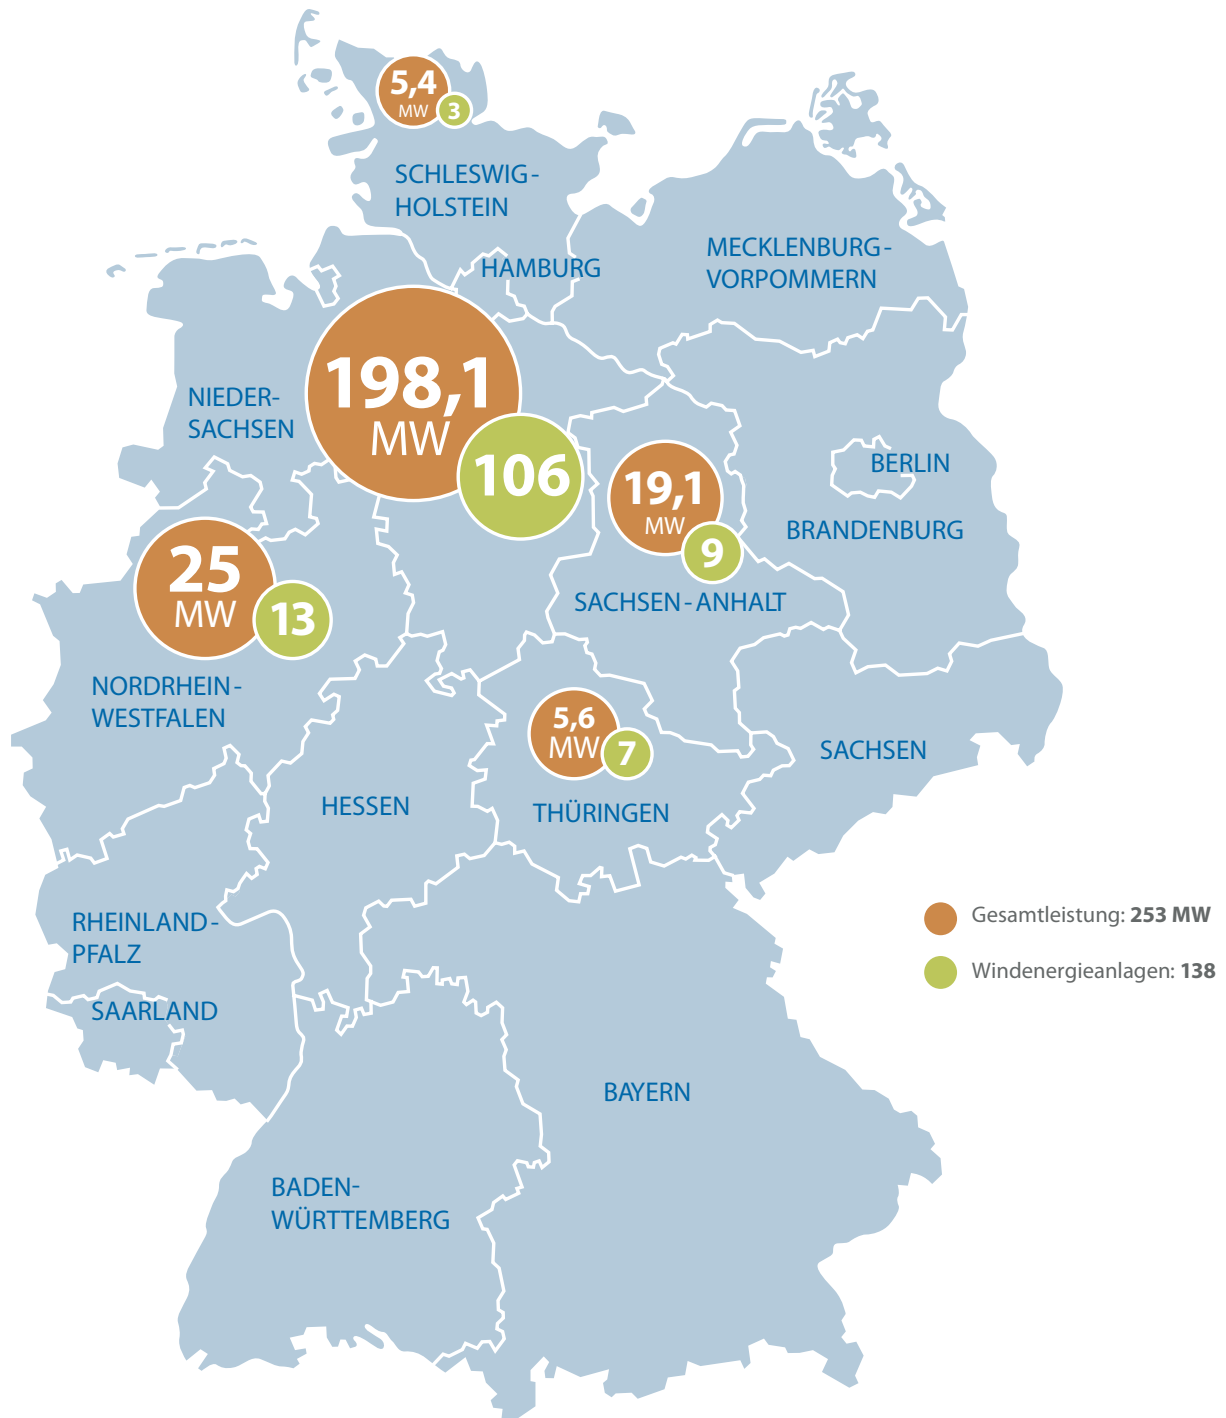 5,4
MW
3
SCHLESWIG-
HOLSTEIN
HAMBURG
MECKLENBURG-
VORPOMMERN
198,1
MW
106
NIEDER-
SACHSEN
BERLIN
19,1
MW
9
BRANDENBURG
25
MW
13
SACHSEN-ANHALT
NORDRHEIN-
WESTFALEN
5,6
MW
7
SACHSEN
HESSEN
THÜRINGEN
RHEINLAND-
PFALZ
Gesamtleistung: 253 MW
Windenergieanlagen: 138
SAARLAND
BAYERN
BADEN-
WÜRTTEMBERG